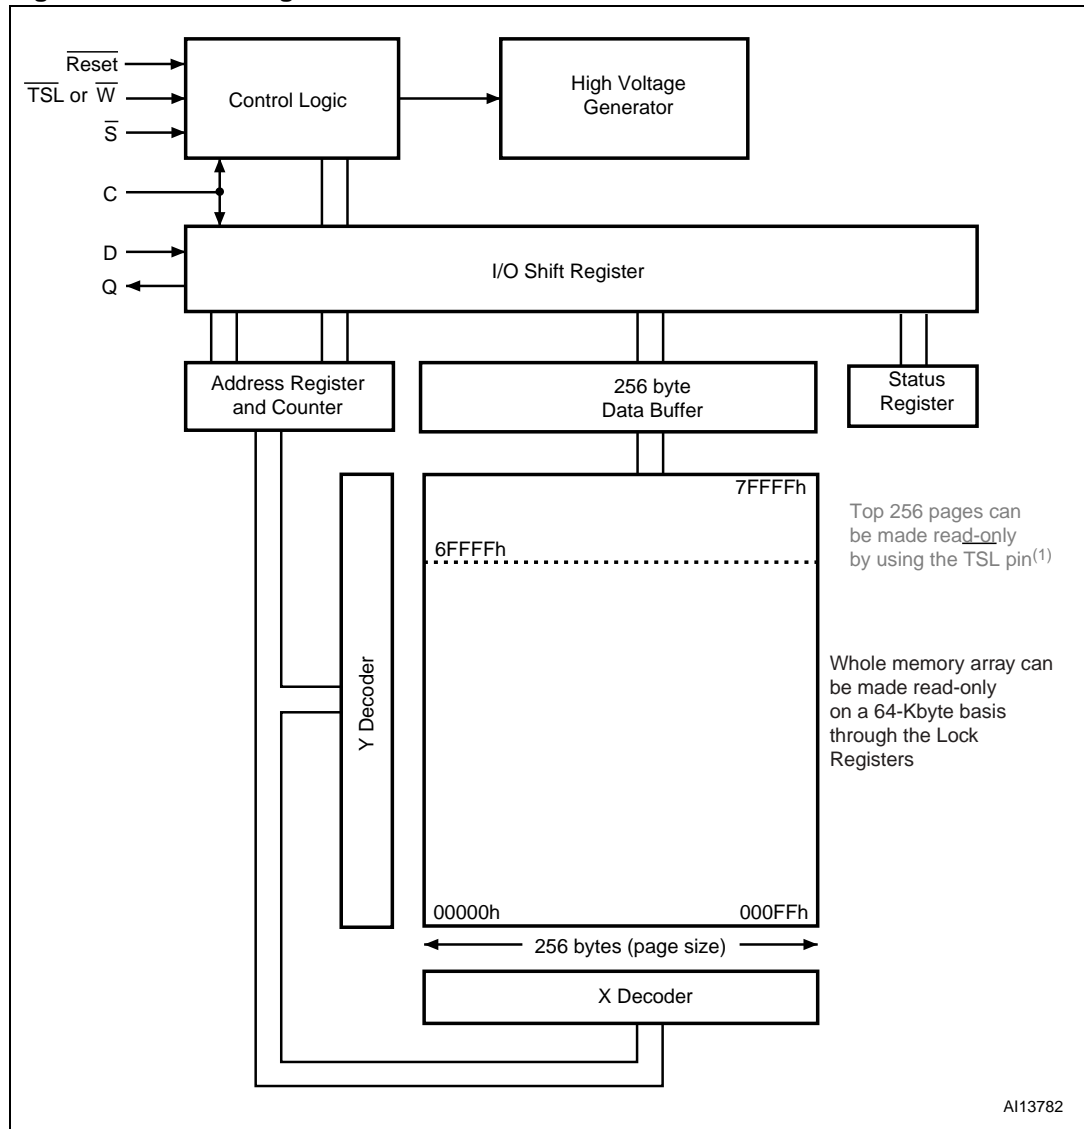 Reset
TSL or W
S
C
D
Q
Control Logic
High Voltage
Generator
I/O Shift Register
Address Register
and Counter
256 byte
Data Buffer
Status
Register
7FFFFh
6FFFFh
Top 256 pages can
be made read-only
by using the TSL pin(1)
Y Decoder
Whole memory array can
be made read-only
on a 64-Kbyte basis
through the Lock
Registers
00000h
000FFh
256 bytes (page size)
X Decoder
AI13782